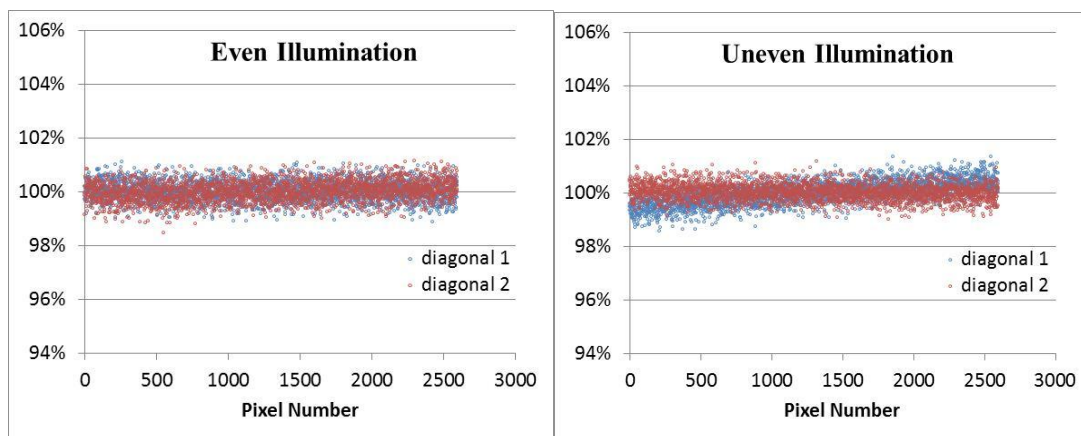 Even Illumination
106%
104%
102%
100%
98%
96%
94%
diagonal 1
diagonal 2
0 500 1000 1500 2000 2500 3000
Pixel Number
Uneven Illumination
106%
104%
102%
100%
98%
96%
94%
diagonal 1
diagonal 2
0 500 1000 1500 2000 2500 3000
Pixel Number